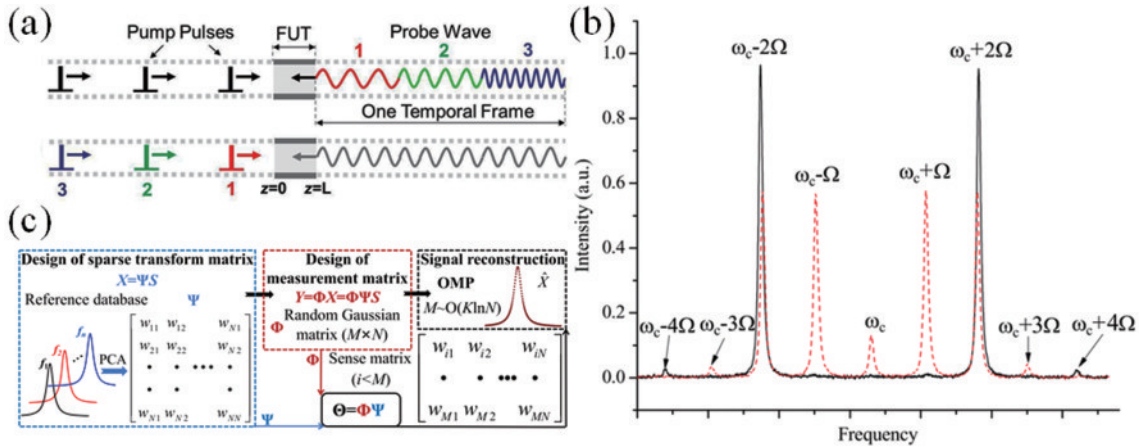 (a)
Pump Pulses
FUT
Probe Wave
1
2
3
One Temporal Frame
3
2
1
z=0
z=L
(c)
Design of sparse transform matrix
X=ΨS
Reference database
Ψ
f1
f2
fn
PCA
w11 w12 wN1
w21 w22 wN2
wN1 wN2 wNN
Ψ
Design of
measurement matrix
Y=ΦX=ΦΨS
Random Gaussian
Φ
matrix (M×N)
Φ
Sense matrix
(i<M)
Θ=ΦΨ
Signal reconstruction
OMP
X̂
M~O(KlnN)
wi1 wi2 wiN
wM1 wM2 wMN
(b)
Intensity (a.u.)
1.0
0.8
0.6
0.4
0.2
0.0
ωc-4Ω
ωc-3Ω
ωc-2Ω
ωc-Ω
ωc
ωc+Ω
ωc+2Ω
ωc+3Ω
ωc+4Ω
Frequency